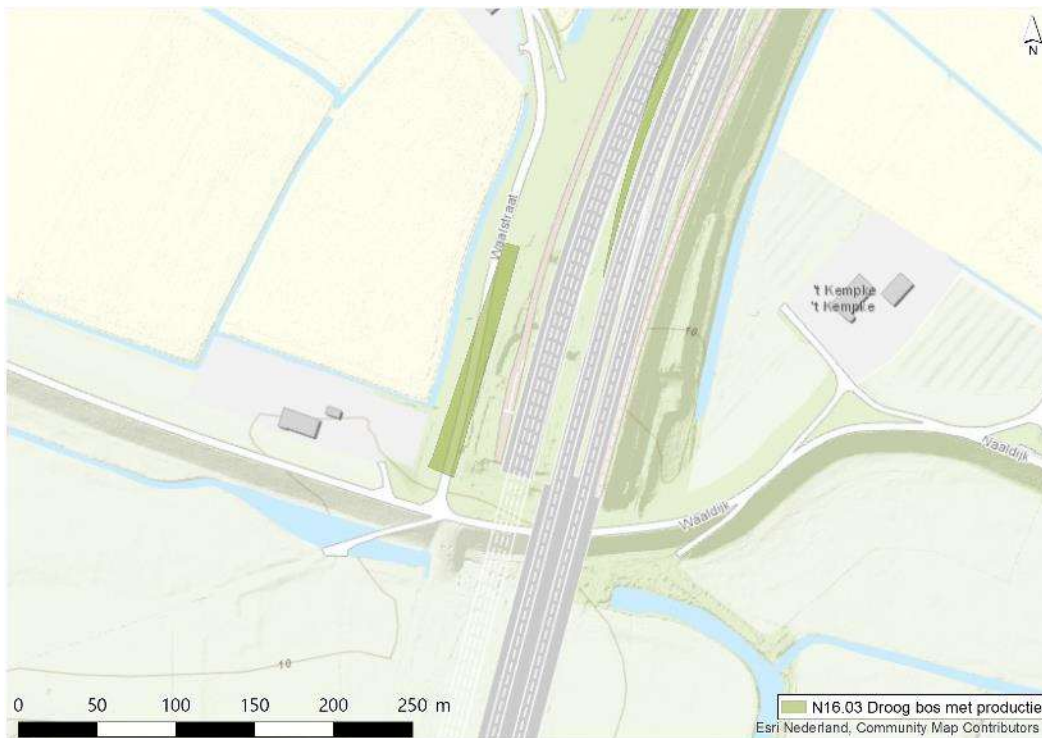 N
Waalstraat
't Kempke
't Kempke
10
Waaldijk
Waaldijk
10
0 50 100 150 200 250 m
N16.03 Droog bos met productie
Esri Nederland, Community Map Contributors